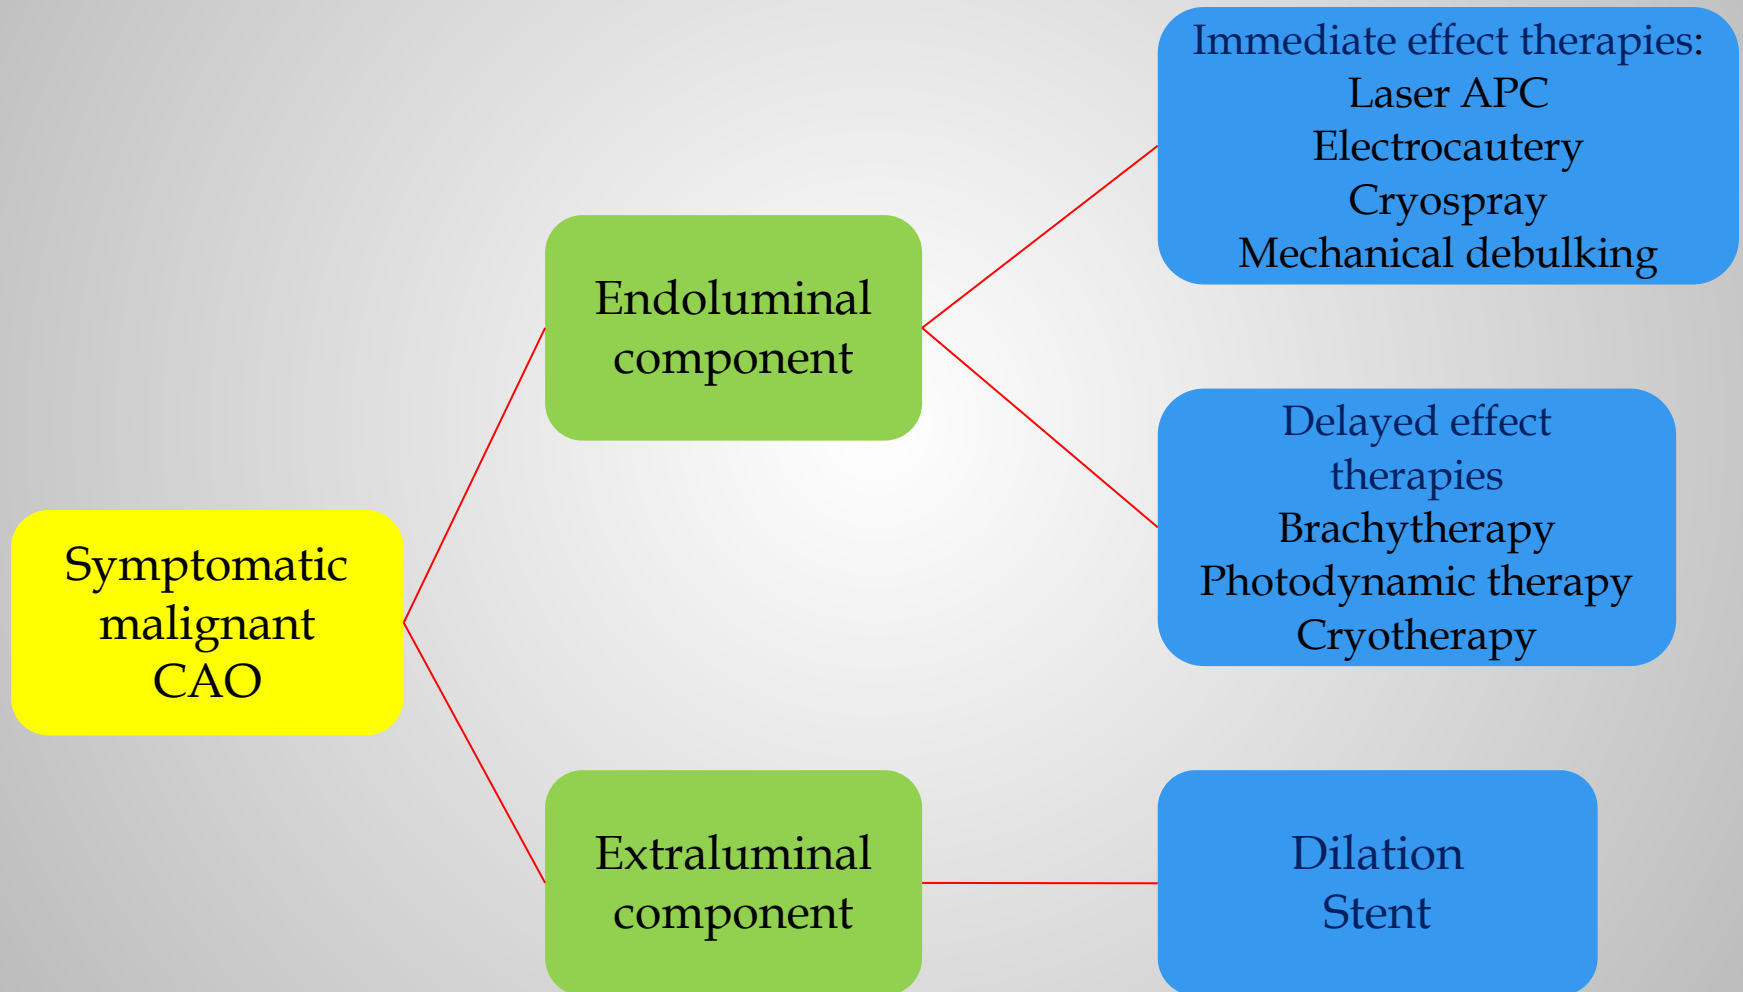 Symptomatic
malignant
CAO
Endoluminal
component
Extraluminal
component
Immediate effect therapies:
Laser APC
Electrocautery
Cryospray
Mechanical debulking
Delayed effect
therapies
Brachytherapy
Photodynamic therapy
Cryotherapy
Dilation
Stent